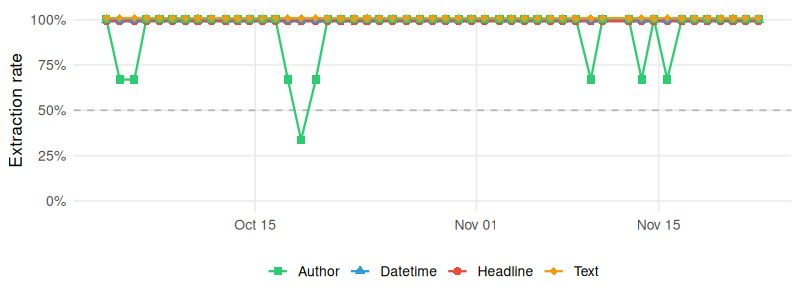 Extraction rate
100%
75%
50%
25%
0%
Oct 15
Nov 01
Nov 15
Author
Datetime
Headline
Text